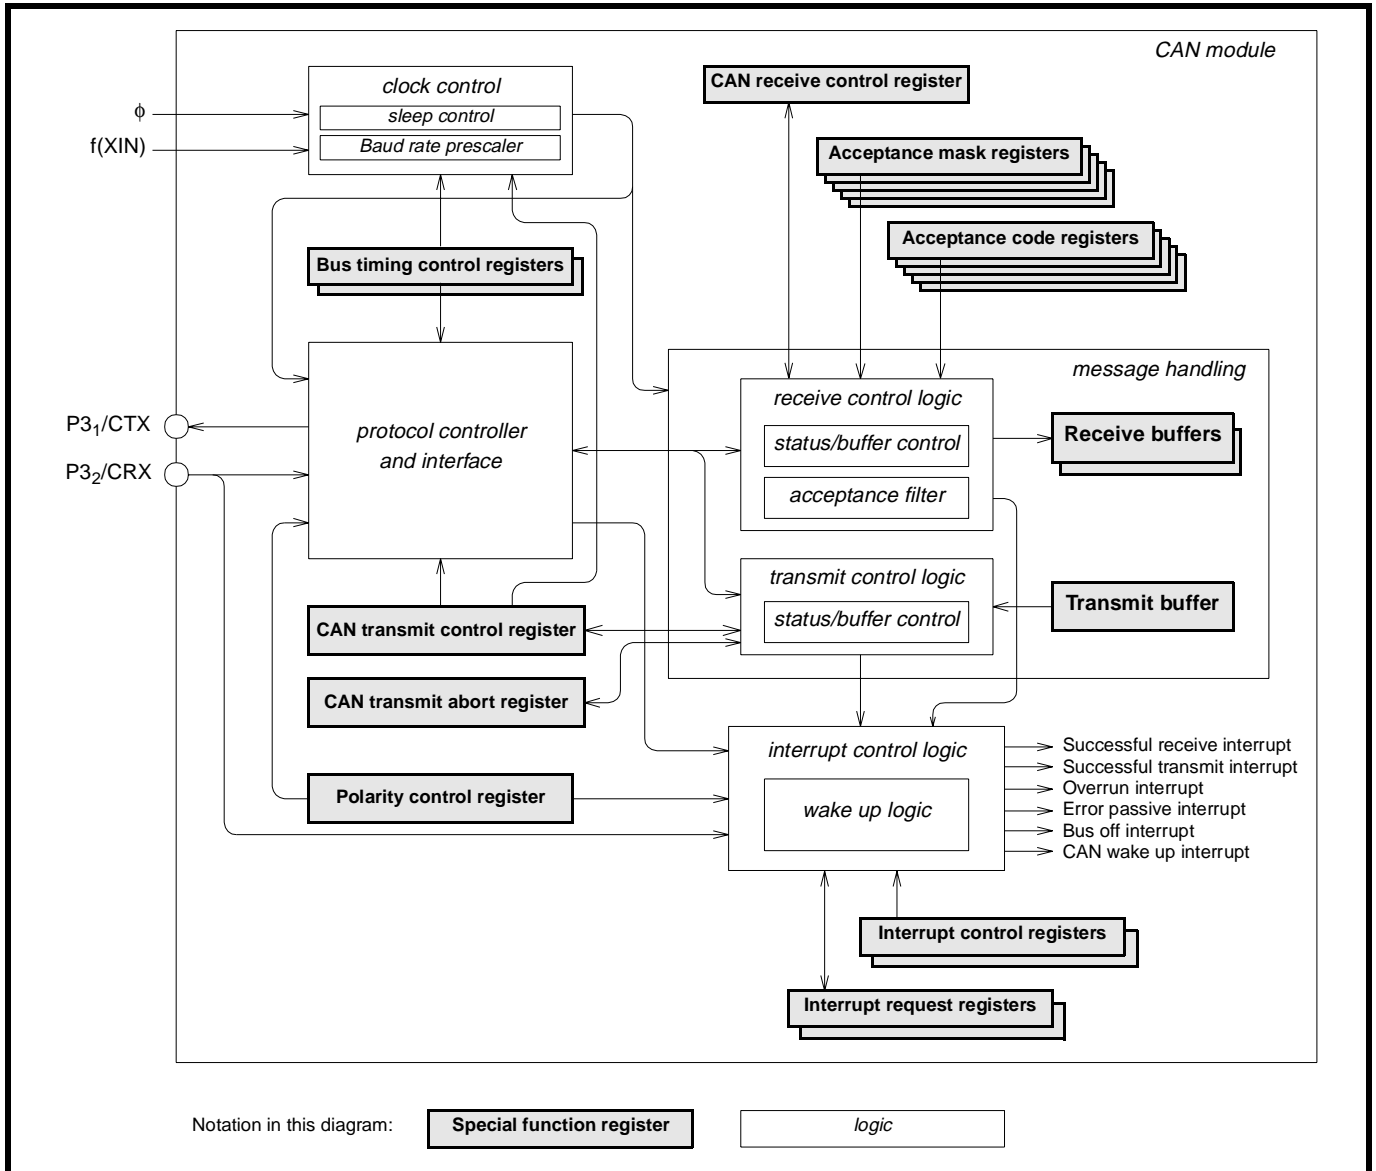 CAN module
clock control
sleep control
Baud rate prescaler
ϕ
f(XIN)
CAN receive control register
Acceptance mask registers
Acceptance code registers
Bus timing control registers
message handling
receive control logic
status/buffer control
acceptance filter
Receive buffers
P3₁/CTX
P3₂/CRX
protocol controller
and interface
transmit control logic
status/buffer control
Transmit buffer
CAN transmit control register
CAN transmit abort register
Polarity control register
interrupt control logic
wake up logic
Successful receive interrupt
Successful transmit interrupt
Overrun interrupt
Error passive interrupt
Bus off interrupt
CAN wake up interrupt
Interrupt control registers
Interrupt request registers
Notation in this diagram:
Special function register
logic